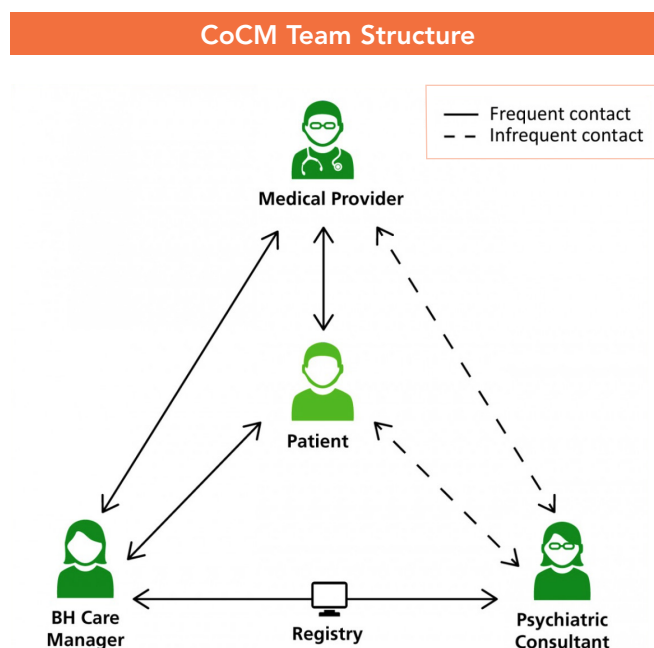 CoCM Team Structure
Frequent contact
Infrequent contact
Medical Provider
Patient
BH Care
Manager
Registry
Psychiatric
Consultant